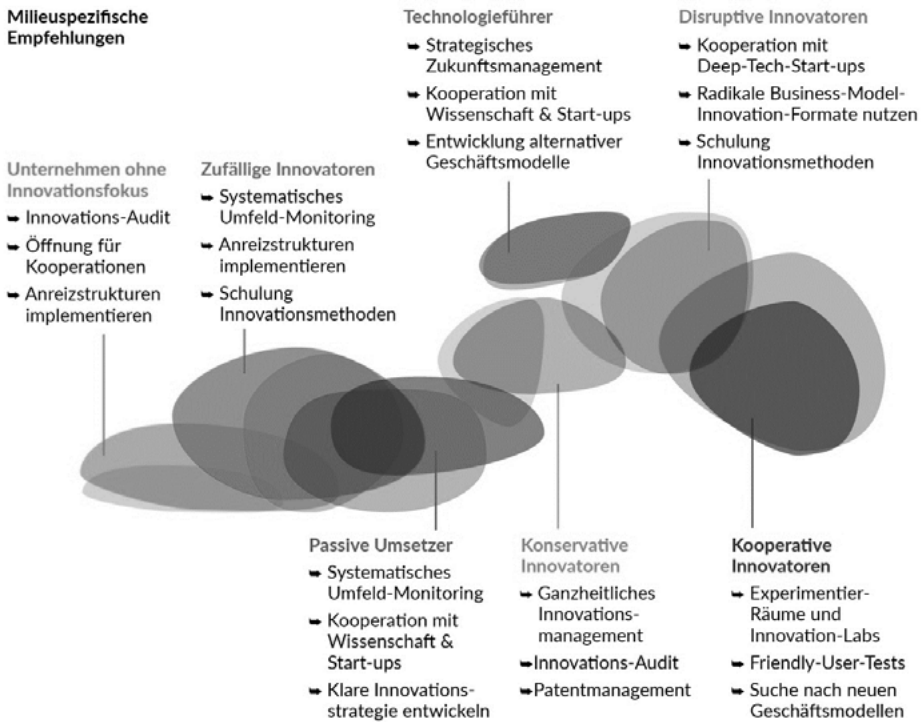 Milieuspezifische
Empfehlungen
Technologieführer
➥ Strategisches
Zukunftsmanagement
➥ Kooperation mit
Wissenschaft & Start-ups
➥ Entwicklung alternativer
Geschäftsmodelle
Disruptive Innovatoren
➥ Kooperation mit
Deep-Tech-Start-ups
➥ Radikale Business-Model-
Innovation-Formate nutzen
➥ Schulung
Innovationsmethoden
Unternehmen ohne
Innovationsfokus
➥ Innovations-Audit
➥ Öffnung für
Kooperationen
➥ Anreizstrukturen
implementieren
Zufällige Innovatoren
➥ Systematisches
Umfeld-Monitoring
➥ Anreizstrukturen
implementieren
➥ Schulung
Innovationsmethoden
Passive Umsetzer
➥ Systematisches
Umfeld-Monitoring
➥ Kooperation mit
Wissenschaft &
Start-ups
➥ Klare Innovations-
strategie entwickeln
Konservative
Innovatoren
➥ Ganzheitliches
Innovations-
management
➥Innovations-Audit
➥Patentmanagement
Kooperative
Innovatoren
➥ Experimentier-
Räume und
Innovation-Labs
➥ Friendly-User-Tests
➥ Suche nach neuen
Geschäftsmodellen